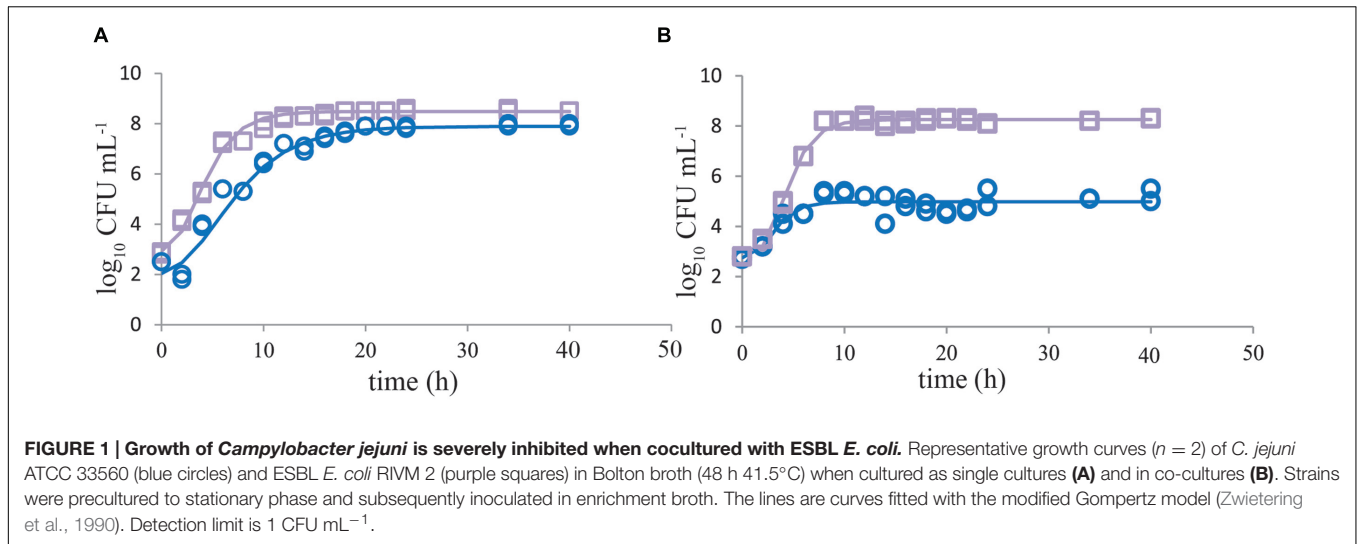 A
B
10
8
6
4
2
0
log10 CFU mL-1
0 10 20 30 40 50
time (h)
10
8
6
4
2
0
log10 CFU mL-1
0 10 20 30 40 50
time (h)
FIGURE 1 | Growth of Campylobacter jejuni is severely inhibited when cocultured with ESBL E. coli. Representative growth curves (n = 2) of C. jejuni
ATCC 33560 (blue circles) and ESBL E. coli RIVM 2 (purple squares) in Bolton broth (48 h 41.5°C) when cultured as single cultures (A) and in co-cultures (B). Strains
were precultured to stationary phase and subsequently inoculated in enrichment broth. The lines are curves fitted with the modified Gompertz model (Zwietering
et al., 1990). Detection limit is 1 CFU mL−1.